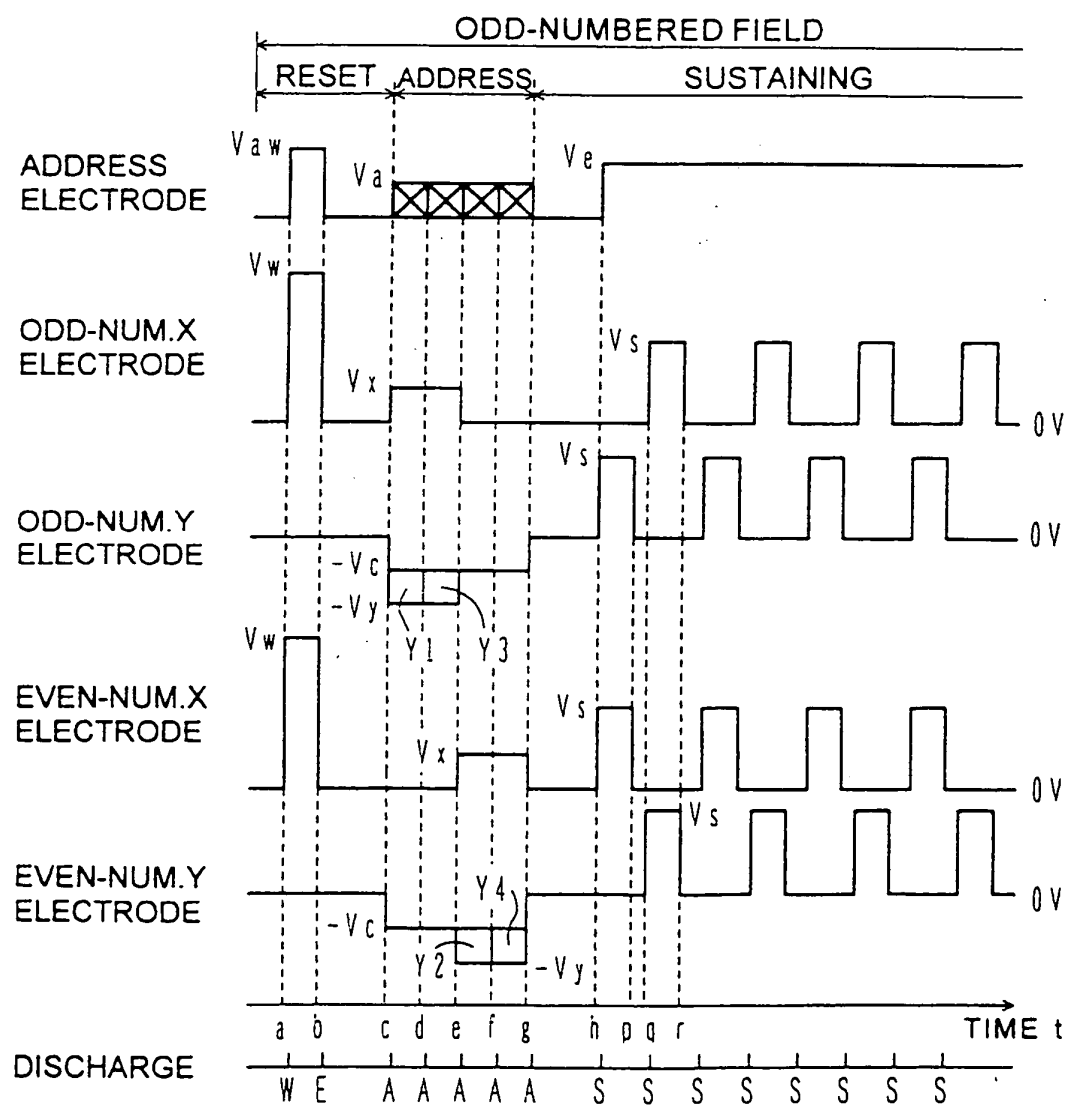 ODD-NUMBERED FIELD
RESET ADDRESS SUSTAINING
Vaw
ADDRESS
ELECTRODE
Va
Ve
Vw
ODD-NUM.X
ELECTRODE
Vx
Vs
0V
Vs
ODD-NUM.Y
ELECTRODE
0V
-Vc
-Vy
Y1 Y3
Vw
EVEN-NUM.X
ELECTRODE
Vs
Vx
0V
Vs
EVEN-NUM.Y
ELECTRODE
Y4
0V
-Vc
Y2
-Vy
a b c d e f g h p q r TIME t
DISCHARGE
W E A A A A A S S S S S S S S